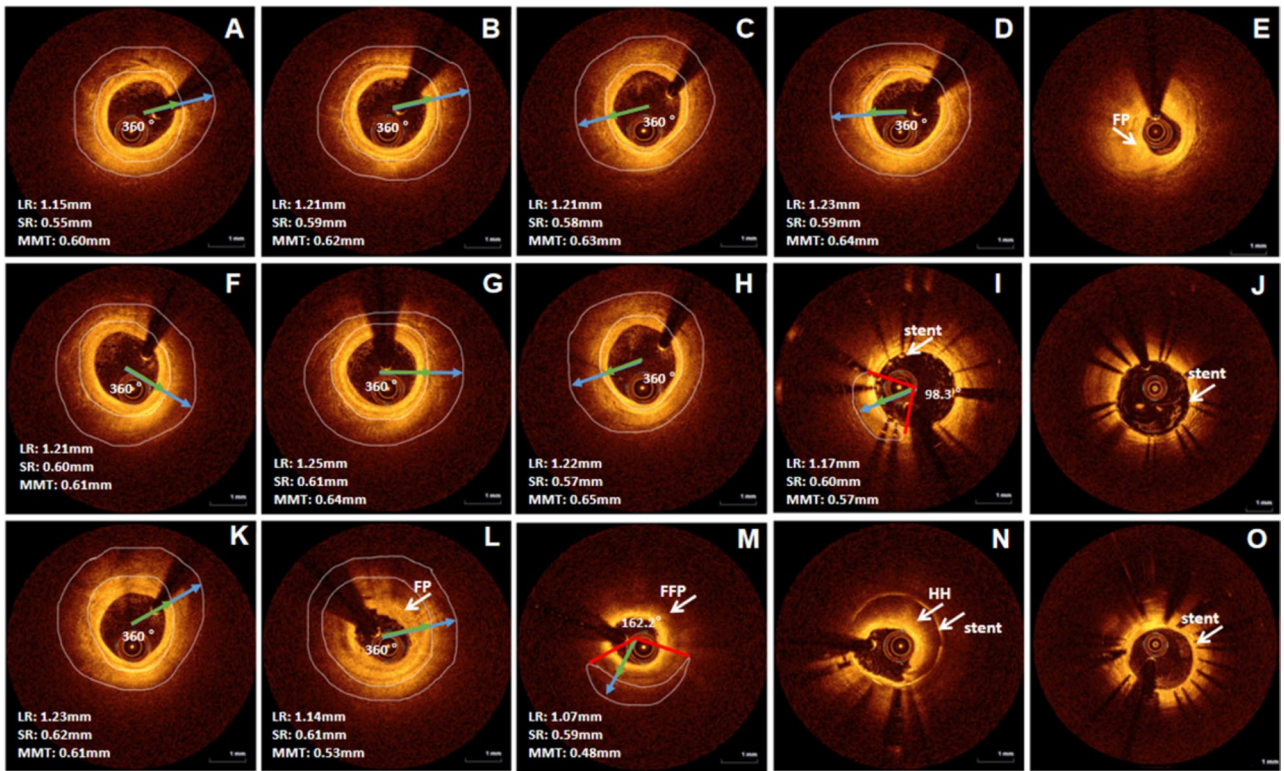 A
360 °
LR: 1.15mm
SR: 0.55mm
MMT: 0.60mm
1 mm
B
360 °
LR: 1.21mm
SR: 0.59mm
MMT: 0.62mm
1 mm
C
360 °
LR: 1.21mm
SR: 0.58mm
MMT: 0.63mm
1 mm
D
360 °
LR: 1.23mm
SR: 0.59mm
MMT: 0.64mm
1 mm
E
FP
1 mm
F
360 °
LR: 1.21mm
SR: 0.60mm
MMT: 0.61mm
1 mm
G
360 °
LR: 1.25mm
SR: 0.61mm
MMT: 0.64mm
1 mm
H
360 °
LR: 1.22mm
SR: 0.57mm
MMT: 0.65mm
1 mm
I
stent
98.3°
LR: 1.17mm
SR: 0.60mm
MMT: 0.57mm
1 mm
J
stent
1 mm
K
360 °
LR: 1.23mm
SR: 0.62mm
MMT: 0.61mm
1 mm
L
FP
360 °
LR: 1.14mm
SR: 0.61mm
MMT: 0.53mm
1 mm
M
FFP
162.2°
LR: 1.07mm
SR: 0.59mm
MMT: 0.48mm
1 mm
N
HH
stent
1 mm
O
stent
1 mm